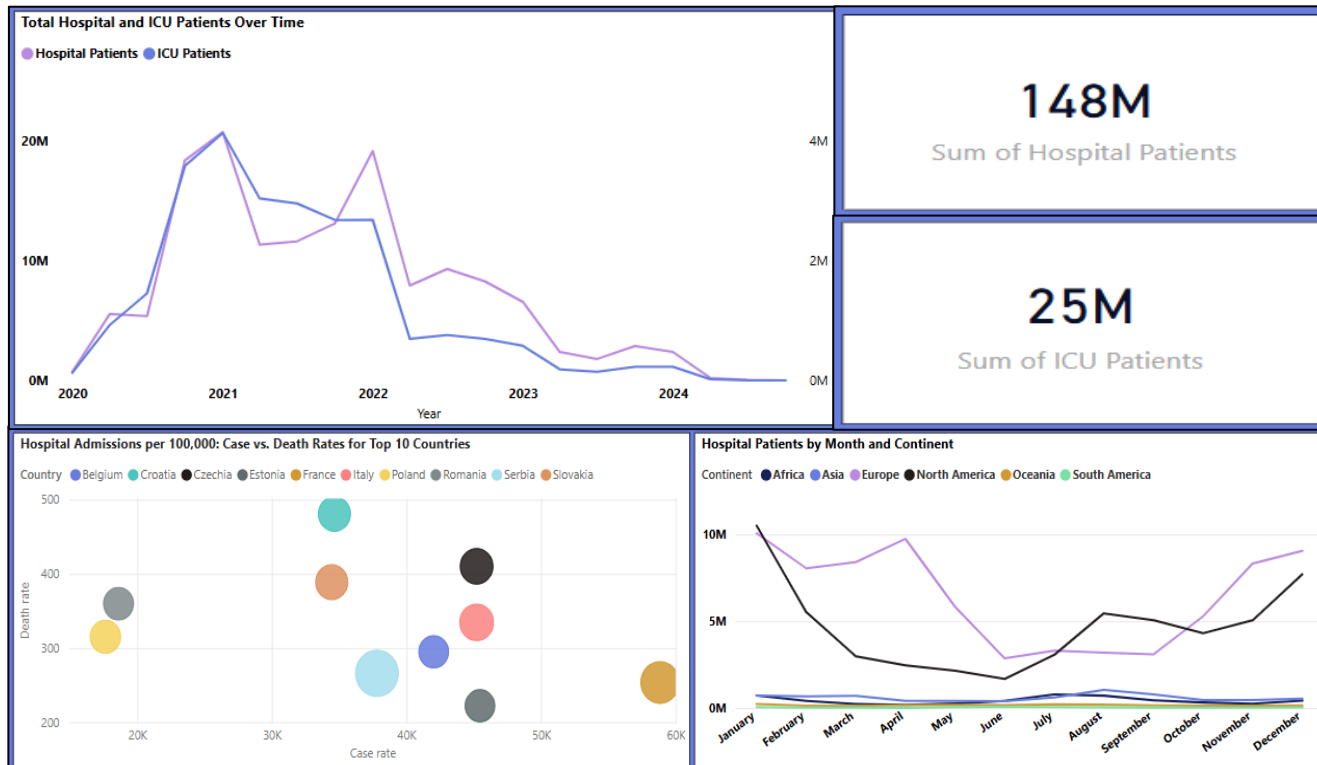 Total Hospital and ICU Patients Over Time
Hospital Patients ICU Patients
20M
10M
0M
4M
2M
0M
2020 2021 2022 2023 2024
Year
148M
Sum of Hospital Patients
25M
Sum of ICU Patients
Hospital Admissions per 100,000: Case vs. Death Rates for Top 10 Countries
Country Belgium Croatia Czechia Estonia France Italy Poland Romania Serbia Slovakia
500
400
300
200
Death rate
20K 30K 40K 50K 60K
Case rate
Hospital Patients by Month and Continent
Continent Africa Asia Europe North America Oceania South America
10M
5M
0M
January February March April May June July August September October November December